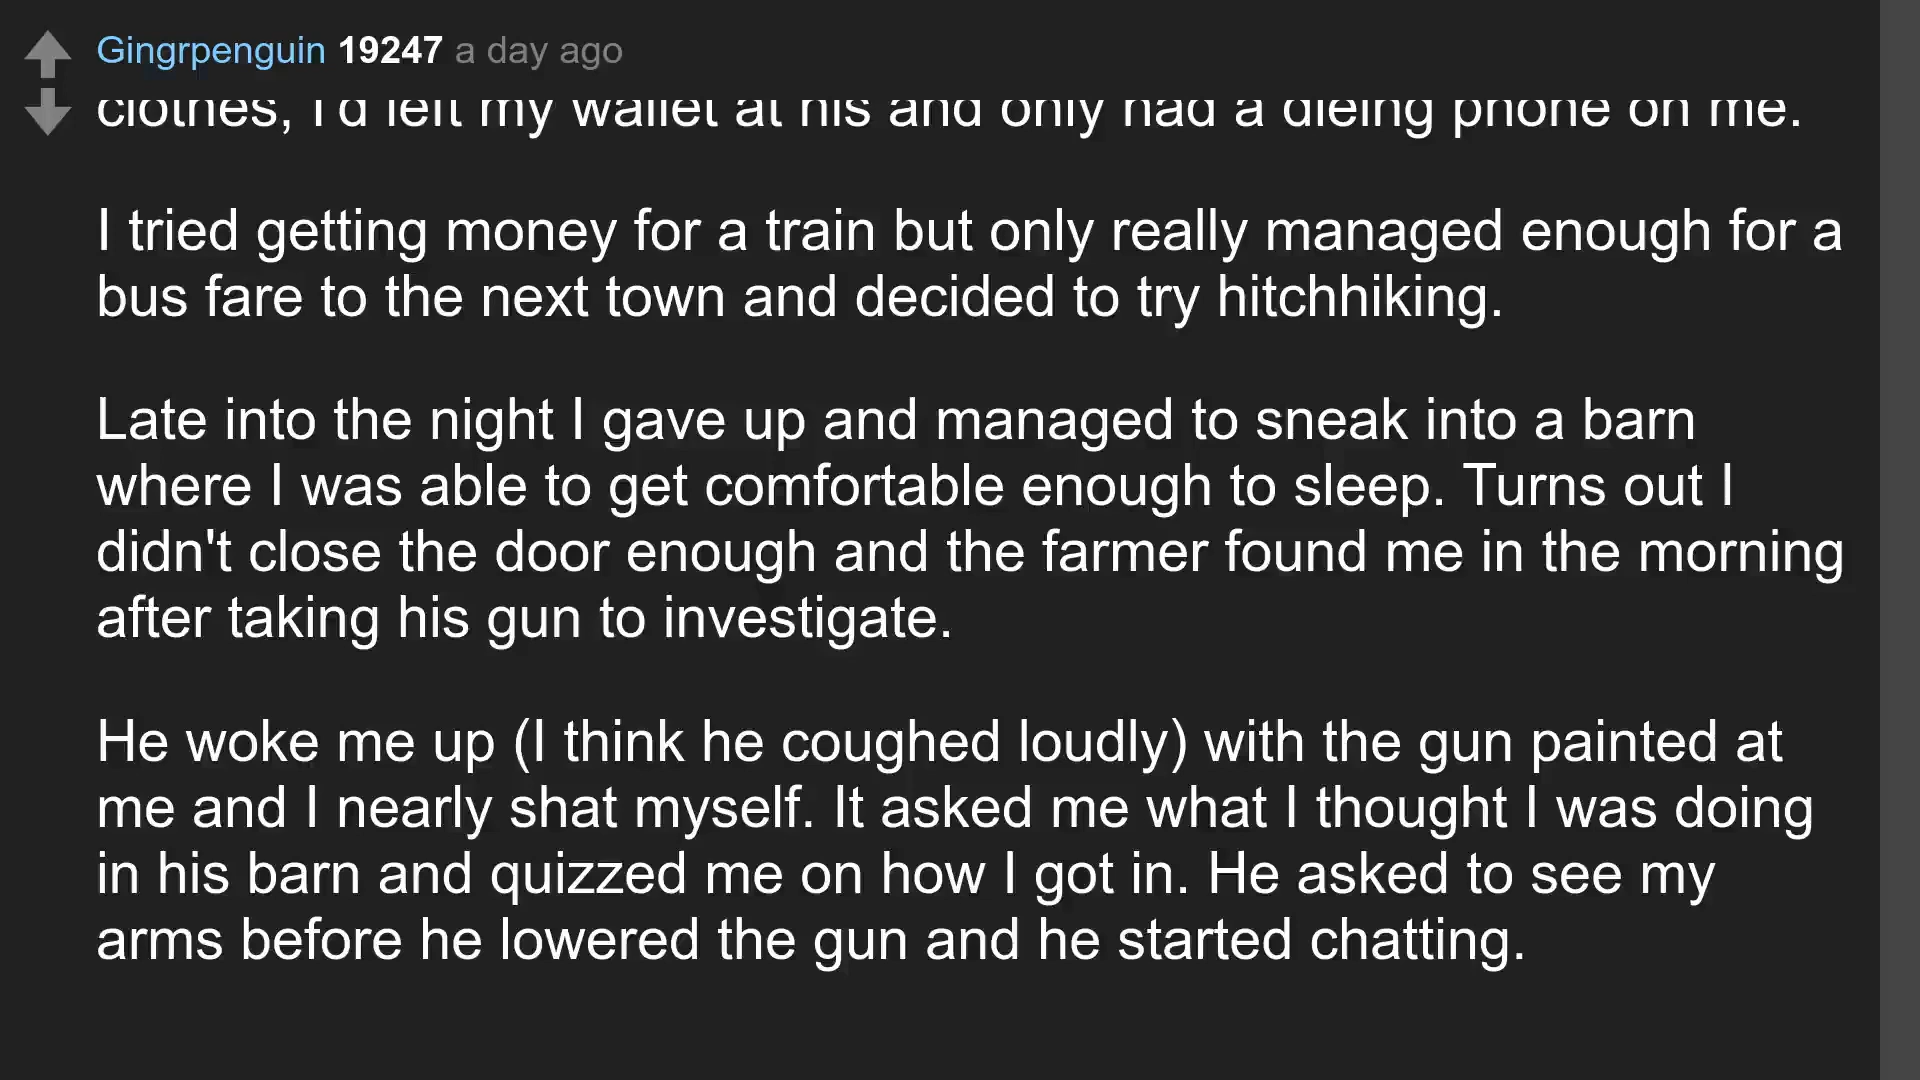 Gingrpenguin 19247 a day ago
clothes, I'd left my wallet at his and only had a dieing phone on me.
I tried getting money for a train but only really managed enough for a
bus fare to the next town and decided to try hitchhiking.
Late into the night I gave up and managed to sneak into a barn
where I was able to get comfortable enough to sleep. Turns out I
didn't close the door enough and the farmer found me in the morning
after taking his gun to investigate.
He woke me up (I think he coughed loudly) with the gun painted at
me and I nearly shat myself. It asked me what I thought I was doing
in his barn and quizzed me on how I got in. He asked to see my
arms before he lowered the gun and he started chatting.